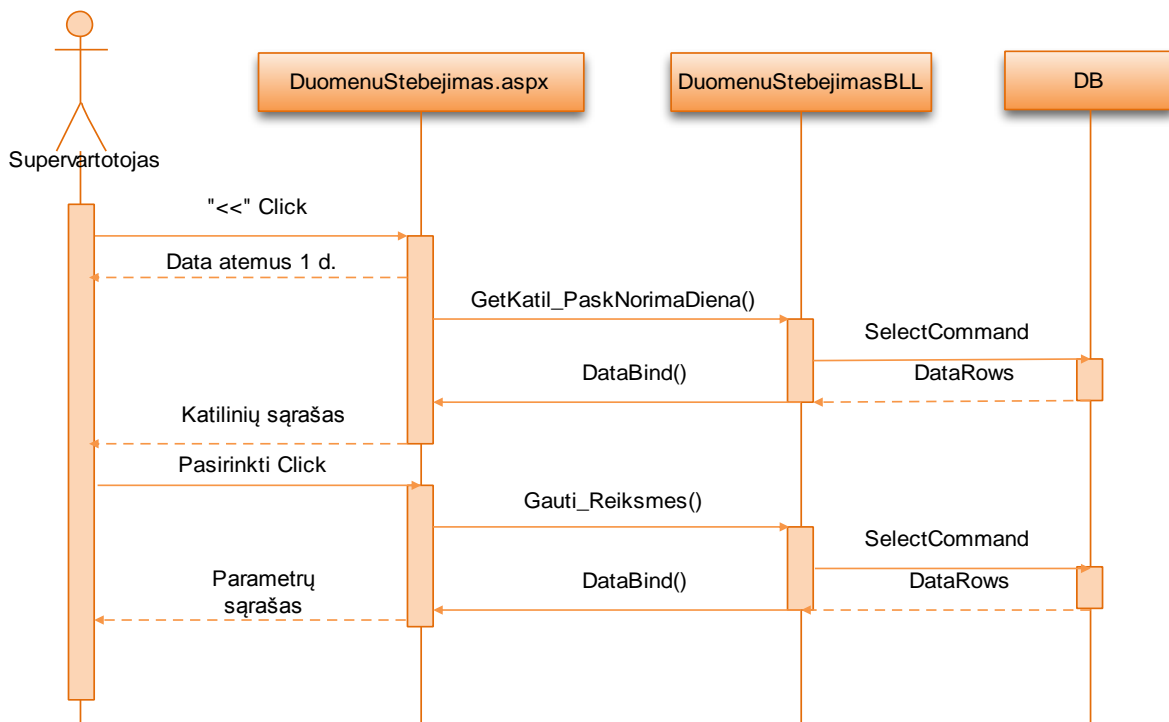 DuomenuStebejimas.aspx
DuomenuStebejimasBLL
DB
Supervartotojas
"<<" Click
Data atemus 1 d.
GetKatil_PaskNorimaDiena()
SelectCommand
DataBind()
DataRows
Katilinių sąrašas
Pasirinkti Click
Gauti_Reiksmes()
SelectCommand
DataBind()
DataRows
Parametrų
sąrašas